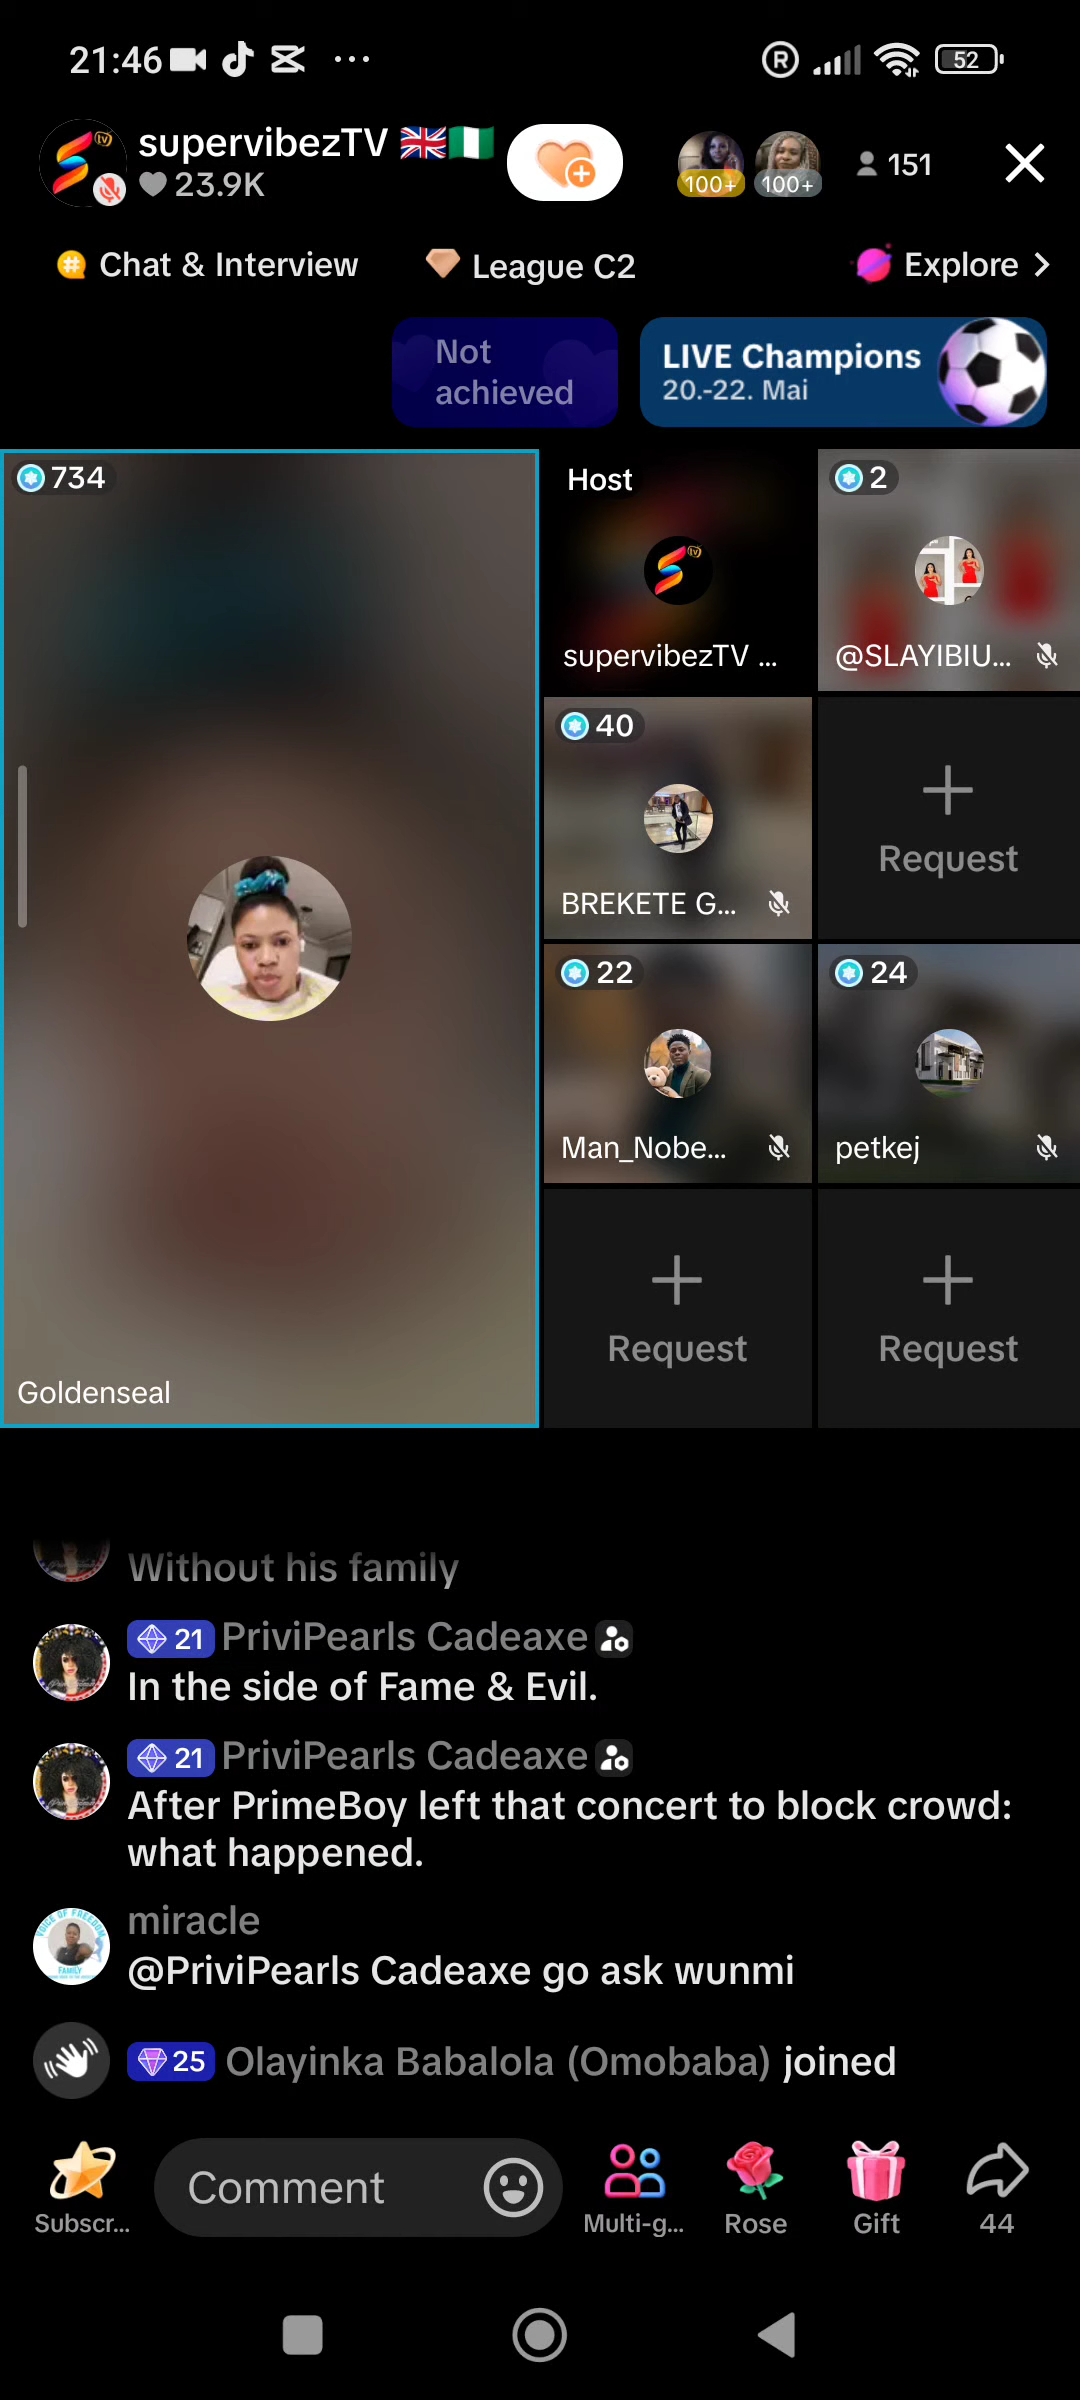 21:46
52
supervibezTV 🇬🇧🇳🇬
23.9K
100+
100+
151
Chat & Interview
League C2
Explore
Not
achieved
LIVE Champions
20.-22. Mai
734
Host
2
supervibezTV ...
@SLAYIBIU...
40
BREKETE G...
Request
22
24
Man_Nobe...
petkej
Request
Request
Goldenseal
Without his family
21 PriviPearls Cadeaxe
In the side of Fame & Evil.
21 PriviPearls Cadeaxe
After PrimeBoy left that concert to block crowd:
what happened.
miracle
@PriviPearls Cadeaxe go ask wunmi
25 Olayinka Babalola (Omobaba) joined
Comment
Subscr...
Multi-g...
Rose
Gift
44